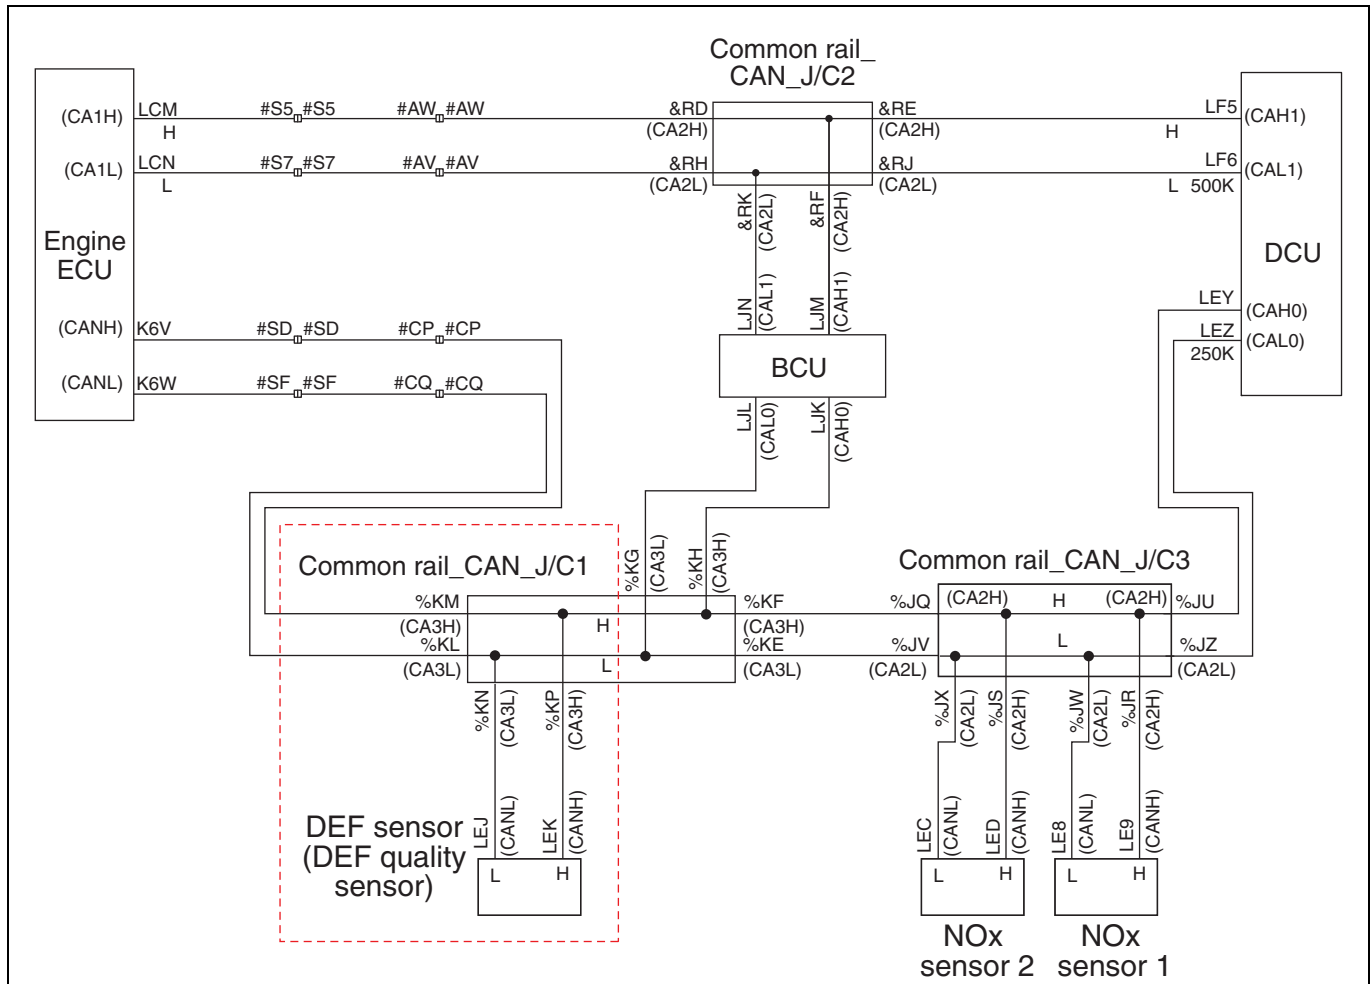 Common rail_
CAN_J/C2
(CA1H)
LCM
H
#S5
#S5
#AW
#AW
&RD
(CA2H)
&RE
(CA2H)
H
LF5
(CAH1)
(CA1L)
LCN
L
#S7
#S7
#AV
#AV
&RH
(CA2L)
&RJ
(CA2L)
L 500K
LF6
(CAL1)
&RK
(CA2L)
&RF
(CA2H)
Engine
ECU
DCU
LJN
(CAL1)
LJM
(CAH1)
LEY
(CAH0)
LEZ
250K
(CAL0)
(CANH)
K6V
#SD
#SD
#CP
#CP
BCU
(CANL)
K6W
#SF
#SF
#CQ
#CQ
LJL
(CAL0)
LJK
(CAH0)
Common rail_CAN_J/C1
%KG
(CA3L)
%KH
(CA3H)
Common rail_CAN_J/C3
%KM
(CA3H)
H
%KF
(CA3H)
%JQ
(CA2H)
H
(CA2H)
%JU
%KL
(CA3L)
L
%KE
(CA3L)
%JV
(CA2L)
L
%JZ
(CA2L)
%KN
(CA3L)
%KP
(CA3H)
%JX
(CA2L)
%JS
(CA2H)
%JW
(CA2L)
%JR
(CA2H)
LEJ
(CANL)
LEK
(CANH)
LEC
(CANL)
LED
(CANH)
LE8
(CANL)
LE9
(CANH)
DEF sensor
(DEF quality
sensor)
L
H
L
H
L
H
NOx
sensor 2
NOx
sensor 1